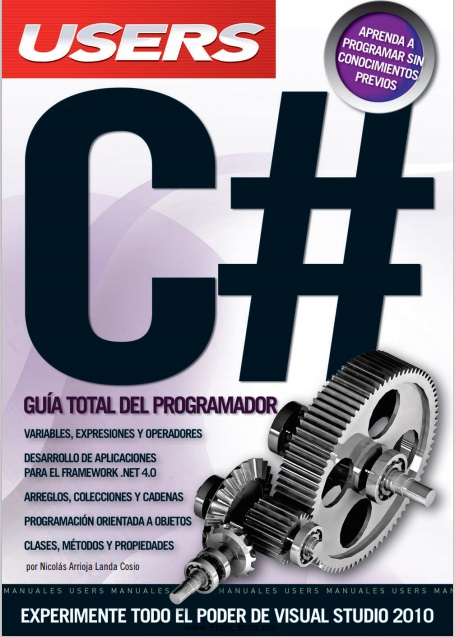 USERS
APRENDA A
PROGRAMAR SIN
CONOCIMIENTOS
PREVIOS
C#
GUÍA TOTAL DEL PROGRAMADOR
VARIABLES, EXPRESIONES Y OPERADORES
DESARROLLO DE APLICACIONES
PARA EL FRAMEWORK .NET 4.0
ARREGLOS, COLECCIONES Y CADENAS
PROGRAMACIÓN ORIENTADA A OBJETOS
CLASES, MÉTODOS Y PROPIEDADES
por Nicolás Arrioja Landa Cosio
MANUALES USERS MANUALES MANUALES USERS MANUALES USERS MAN
EXPERIMENTE TODO EL PODER DE VISUAL STUDIO 2010